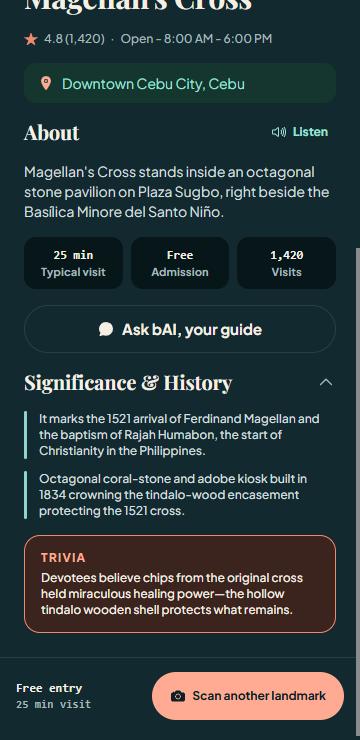 Magellan's Cross
4.8 (1,420) · Open - 8:00 AM - 6:00 PM
Downtown Cebu City, Cebu
About
Listen
Magellan's Cross stands inside an octagonal
stone pavilion on Plaza Sugbo, right beside the
Basílica Minore del Santo Niño.
25 min
Typical visit
Free
Admission
1,420
Visits
Ask bAI, your guide
Significance & History
It marks the 1521 arrival of Ferdinand Magellan and
the baptism of Rajah Humabon, the start of
Christianity in the Philippines.
Octagonal coral-stone and adobe kiosk built in
1834 crowning the tindalo-wood encasement
protecting the 1521 cross.
TRIVIA
Devotees believe chips from the original cross
held miraculous healing power—the hollow
tindalo wooden shell protects what remains.
Free entry
25 min visit
Scan another landmark